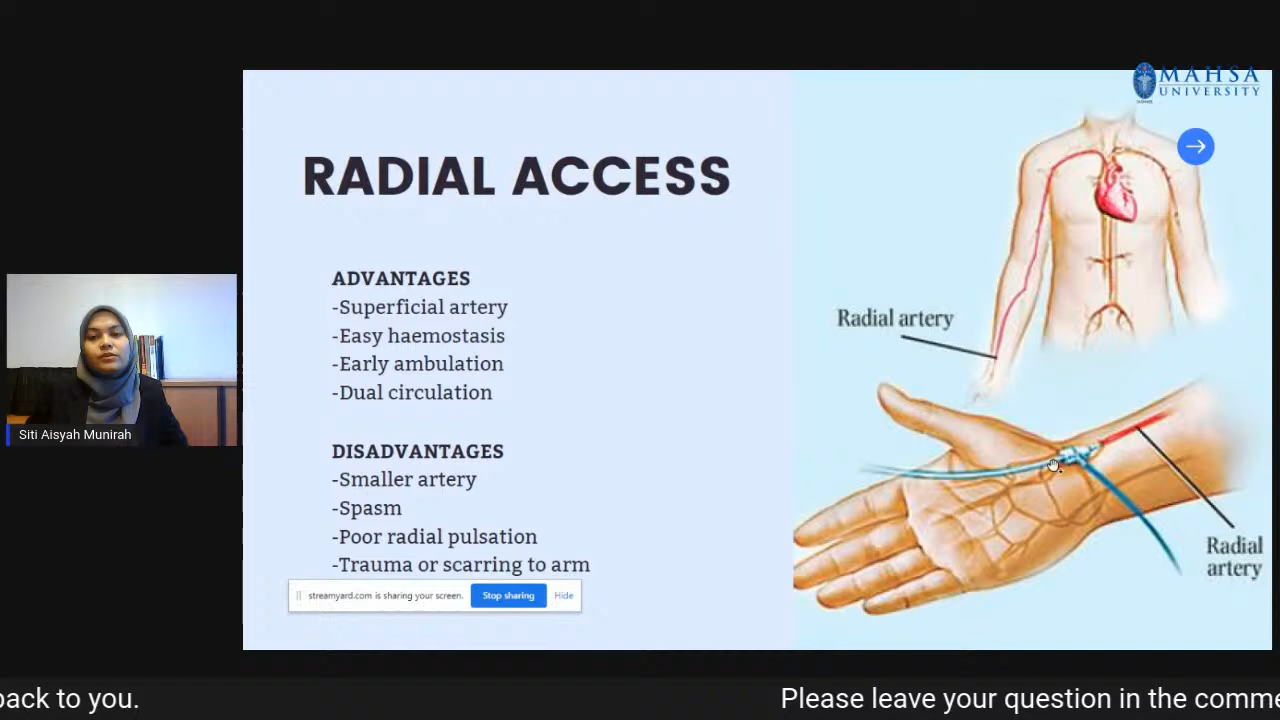 MAHSA
UNIVERSITY
RADIAL ACCESS
ADVANTAGES
-Superficial artery
-Easy haemostasis
-Early ambulation
-Dual circulation
DISADVANTAGES
-Smaller artery
-Spasm
-Poor radial pulsation
-Trauma or scarring to arm
Radial artery
Radial
artery
Siti Aisyah Munirah
streamyard.com is sharing your screen. Stop sharing Hide
back to you. Please leave your question in the comme